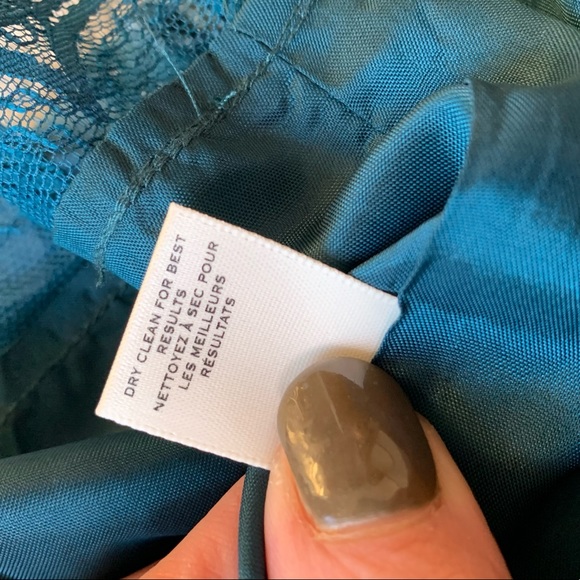 DRY CLEAN FOR BEST
RESULTS
NETTOYEZ À SEC POUR
LES MEILLEURS
RÉSULTATS